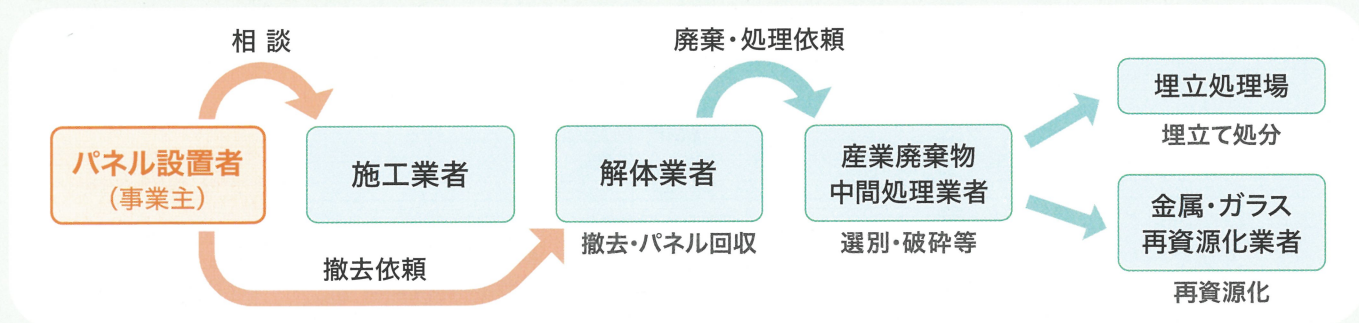 相 談
廃棄・処理依頼
パネル設置者
（事業主）
施工業者
撤去依頼
解体業者
撤去・パネル回収
産業廃棄物
中間処理業者
選別・破砕等
埋立処理場
埋立て処分
金属・ガラス
再資源化業者
再資源化